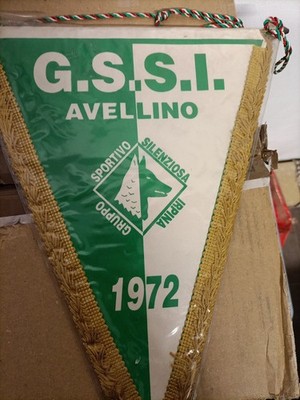 G.S.S.I.
AVELLINO
GRUPPO
SPORTIVO
SILENZIOSA
IRPINA
1972